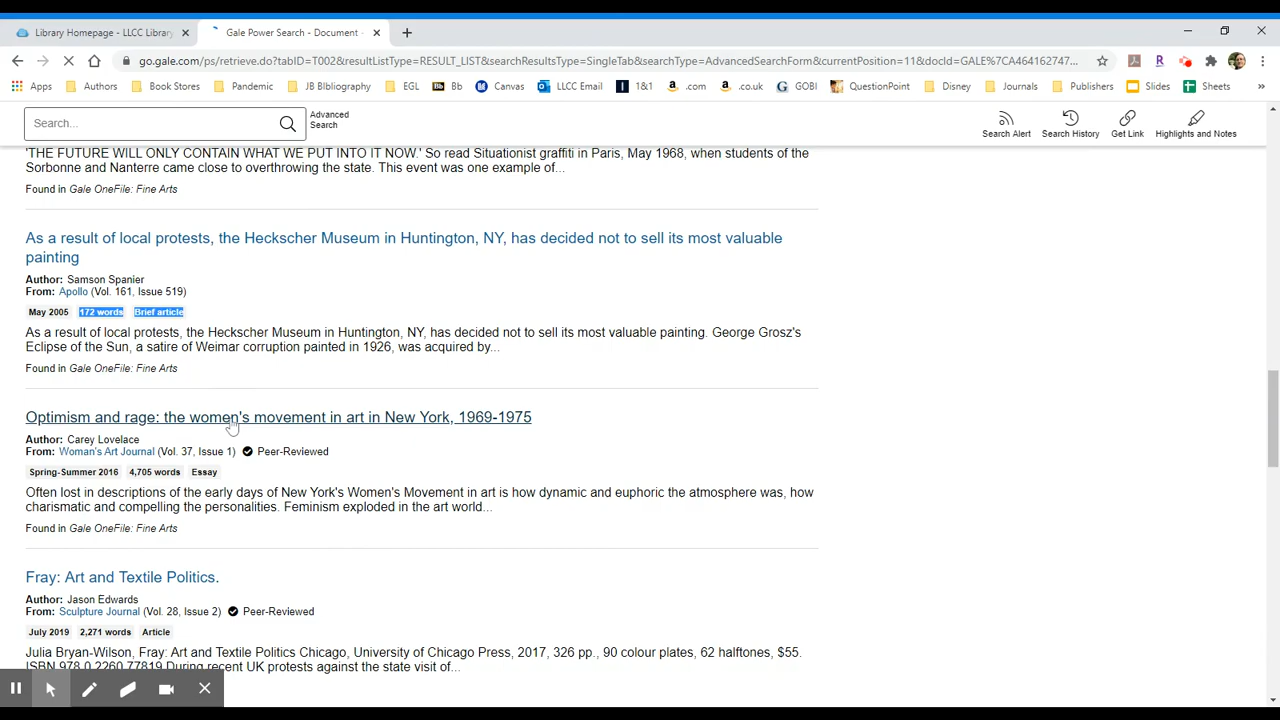 Library Homepage - LLCC Library
Gale Power Search - Document -
go.gale.com/ps/retrieve.do?tabID=T002&resultListType=RESULT_LIST&searchResultsType=SingleTab&searchType=AdvancedSearchForm&currentPosition=11&docId=GALE%7CA464162747...
Apps Authors Book Stores Pandemic JB BIbliography EGL Bb Bb Canvas LLCC Email 1&1 .com .co.uk GOBI QuestionPoint Disney Publishers Journals Slides Sheets »
Search...
Advanced
Search
Search Alert Search History Get Link Highlights and Notes
'THE FUTURE WILL ONLY CONTAIN WHAT WE PUT INTO IT NOW.' So read Situationist graffiti in Paris, May 1968, when students of the
Sorbonne and Nanterre came close to overthrowing the state. This event was one example of...
Found in Gale OneFile: Fine Arts
As a result of local protests, the Heckscher Museum in Huntington, NY, has decided not to sell its most valuable
painting
Author: Samson Spanier
From: Apollo (Vol. 161, Issue 519)
May 2005 172 words Brief article
As a result of local protests, the Heckscher Museum in Huntington, NY, has decided not to sell its most valuable painting. George Grosz's
Eclipse of the Sun, a satire of Weimar corruption painted in 1926, was acquired by...
Found in Gale OneFile: Fine Arts
Optimism and rage: the women's movement in art in New York, 1969-1975
Author: Carey Lovelace
From: Woman's Art Journal (Vol. 37, Issue 1) Peer-Reviewed
Spring-Summer 2016 4,705 words Essay
Often lost in descriptions of the early days of New York's Women's Movement in art is how dynamic and euphoric the atmosphere was, how
charismatic and compelling the personalities. Feminism exploded in the art world...
Found in Gale OneFile: Fine Arts
Fray: Art and Textile Politics.
Author: Jason Edwards
From: Sculpture Journal (Vol. 28, Issue 2) Peer-Reviewed
July 2019 2,271 words Article
Julia Bryan-Wilson, Fray: Art and Textile Politics Chicago, University of Chicago Press, 2017, 326 pp., 90 colour plates, 62 halftones, $55.
ISBN 978 0 2260 77819 During recent UK protests against the state visit of...